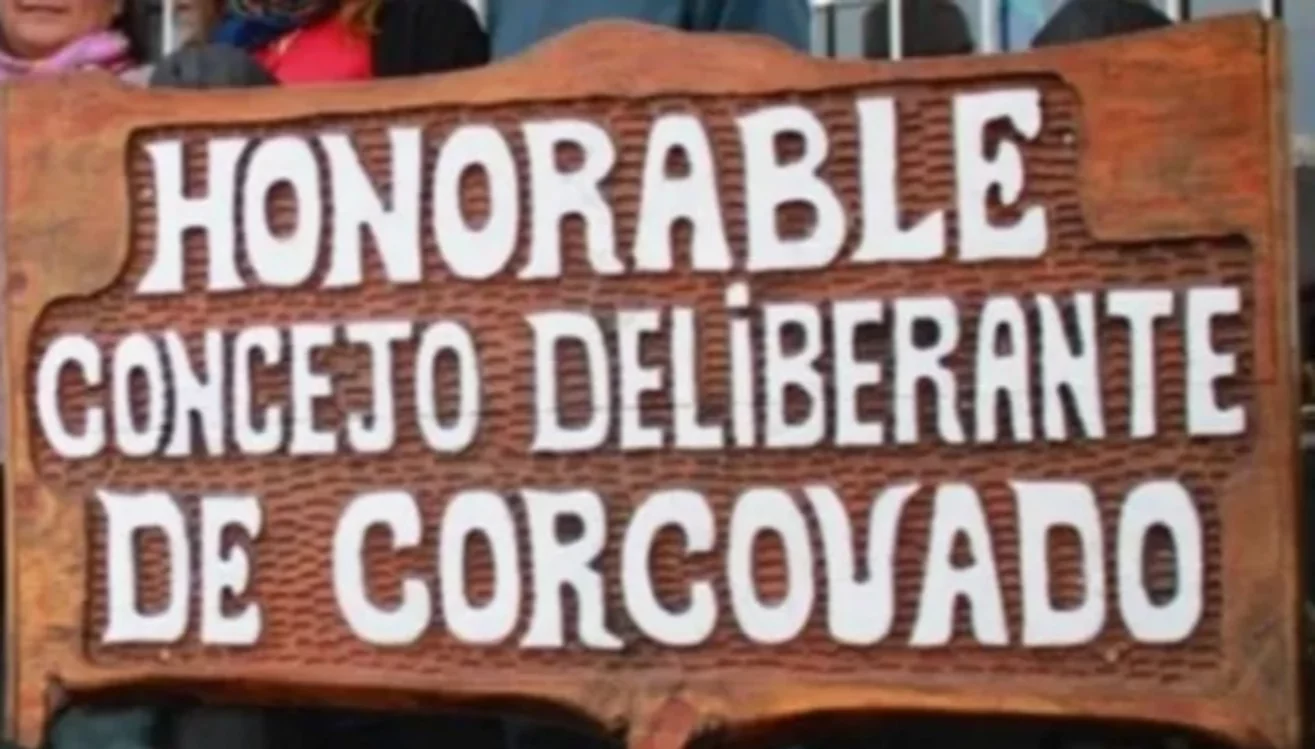 HONORABLE
CONCEJO DELiBERANTE
DE CORCOVADO